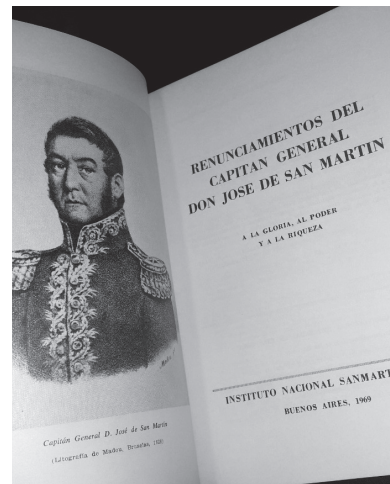 Capitán General D. José de San Martín
(Litografía de Madou, Bruselas,
RENUNCIAMIENTOS DEL
CAPITAN GENERAL
DON JOSE DE SAN MARTIN
A LA GLORIA, AL PODER
Y A LA RIQUEZA
INSTITUTO NACIONAL SANMART
BUENOS AIRES, 1969